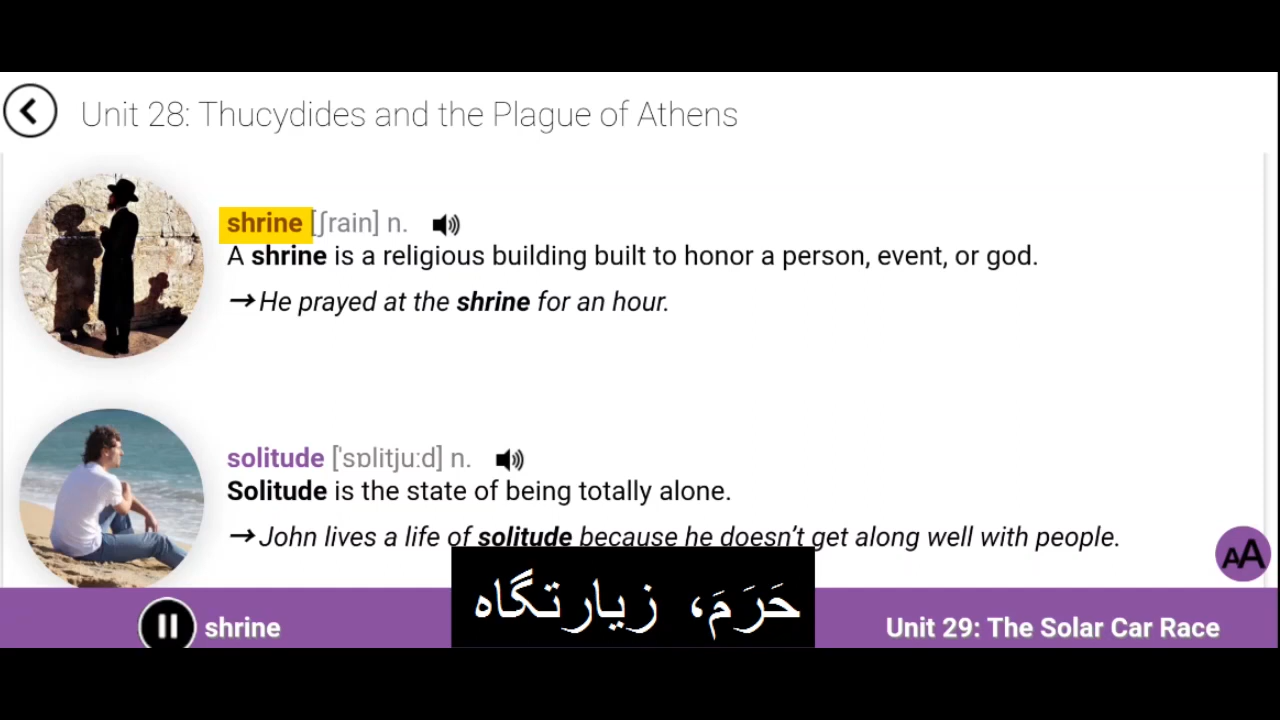 Unit 28: Thucydides and the Plague of Athens
shrine [ʃrain] n.
A shrine is a religious building built to honor a person, event, or god.
→ He prayed at the shrine for an hour.
solitude [ˈsɒlitjuːd] n.
Solitude is the state of being totally alone.
→ John lives a life of solitude because he doesn’t get along well with people.
AA
shrine
حَرَمَ، زیارتگاه
Unit 29: The Solar Car Race